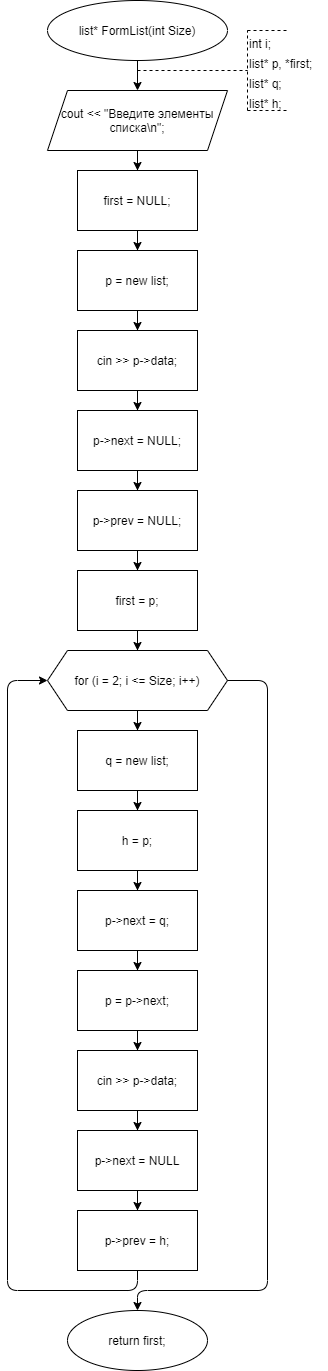 list* FormList(int Size)
int i;
list* p, *first;
list* q;
list* h;
cout << "Введите элементы
списка\n";
first = NULL;
p = new list;
cin >> p->data;
p->next = NULL;
p->prev = NULL;
first = p;
for (i = 2; i <= Size; i++)
q = new list;
h = p;
p->next = q;
p = p->next;
cin >> p->data;
p->next = NULL
p->prev = h;
return first;